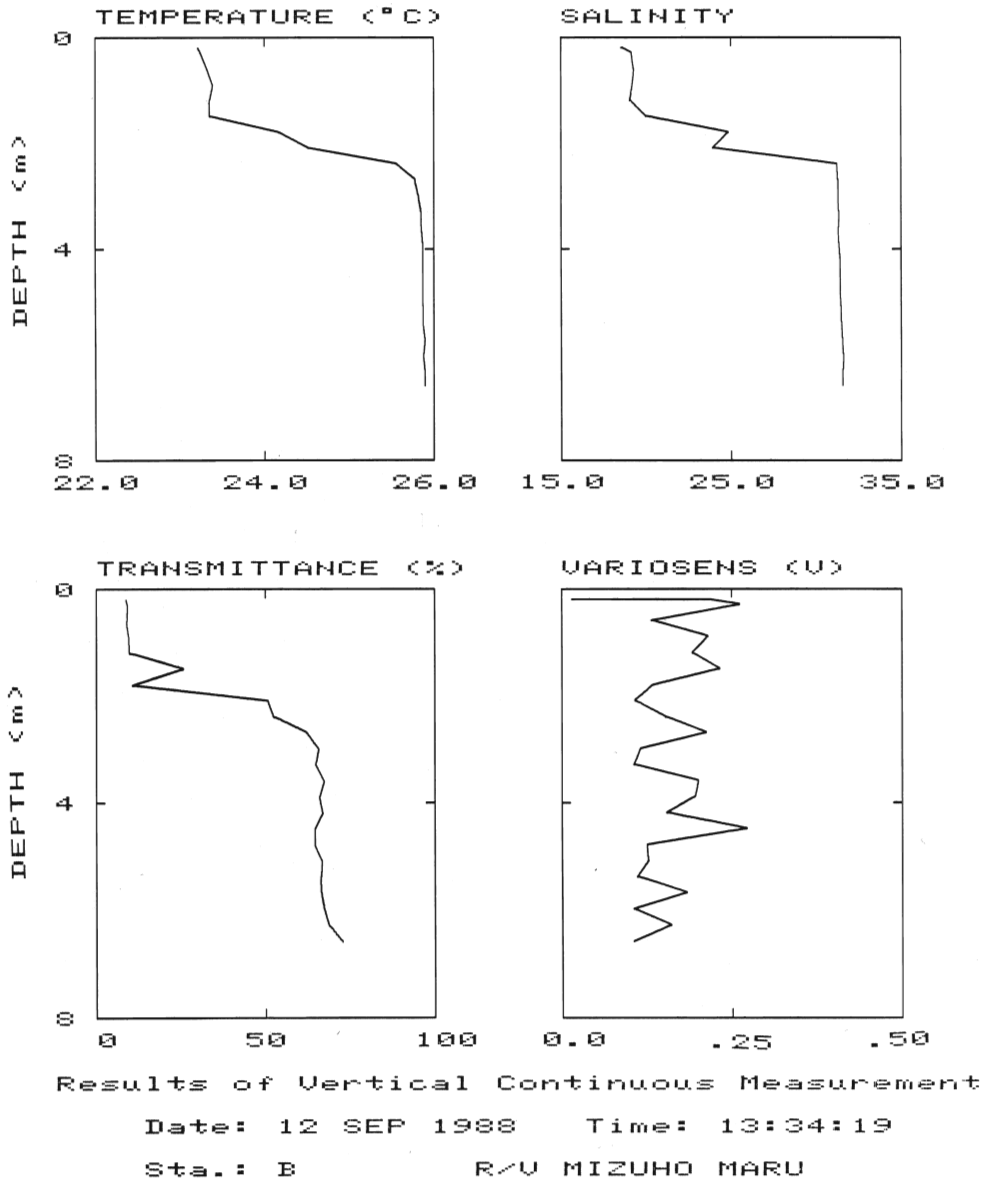 TEMPERATURE (°C)
SALINITY
0
DEPTH (m)
4
8
22.0 24.0 26.0
15.0 25.0 35.0
TRANSMITTANCE (%)
VARIOSENS (V)
0
DEPTH (m)
4
8
0 50 100
0.0 .25 .50
Results of Vertical Continuous Measurement
Date: 12 SEP 1988 Time: 13:34:19
Sta.: B R/V MIZUHO MARU